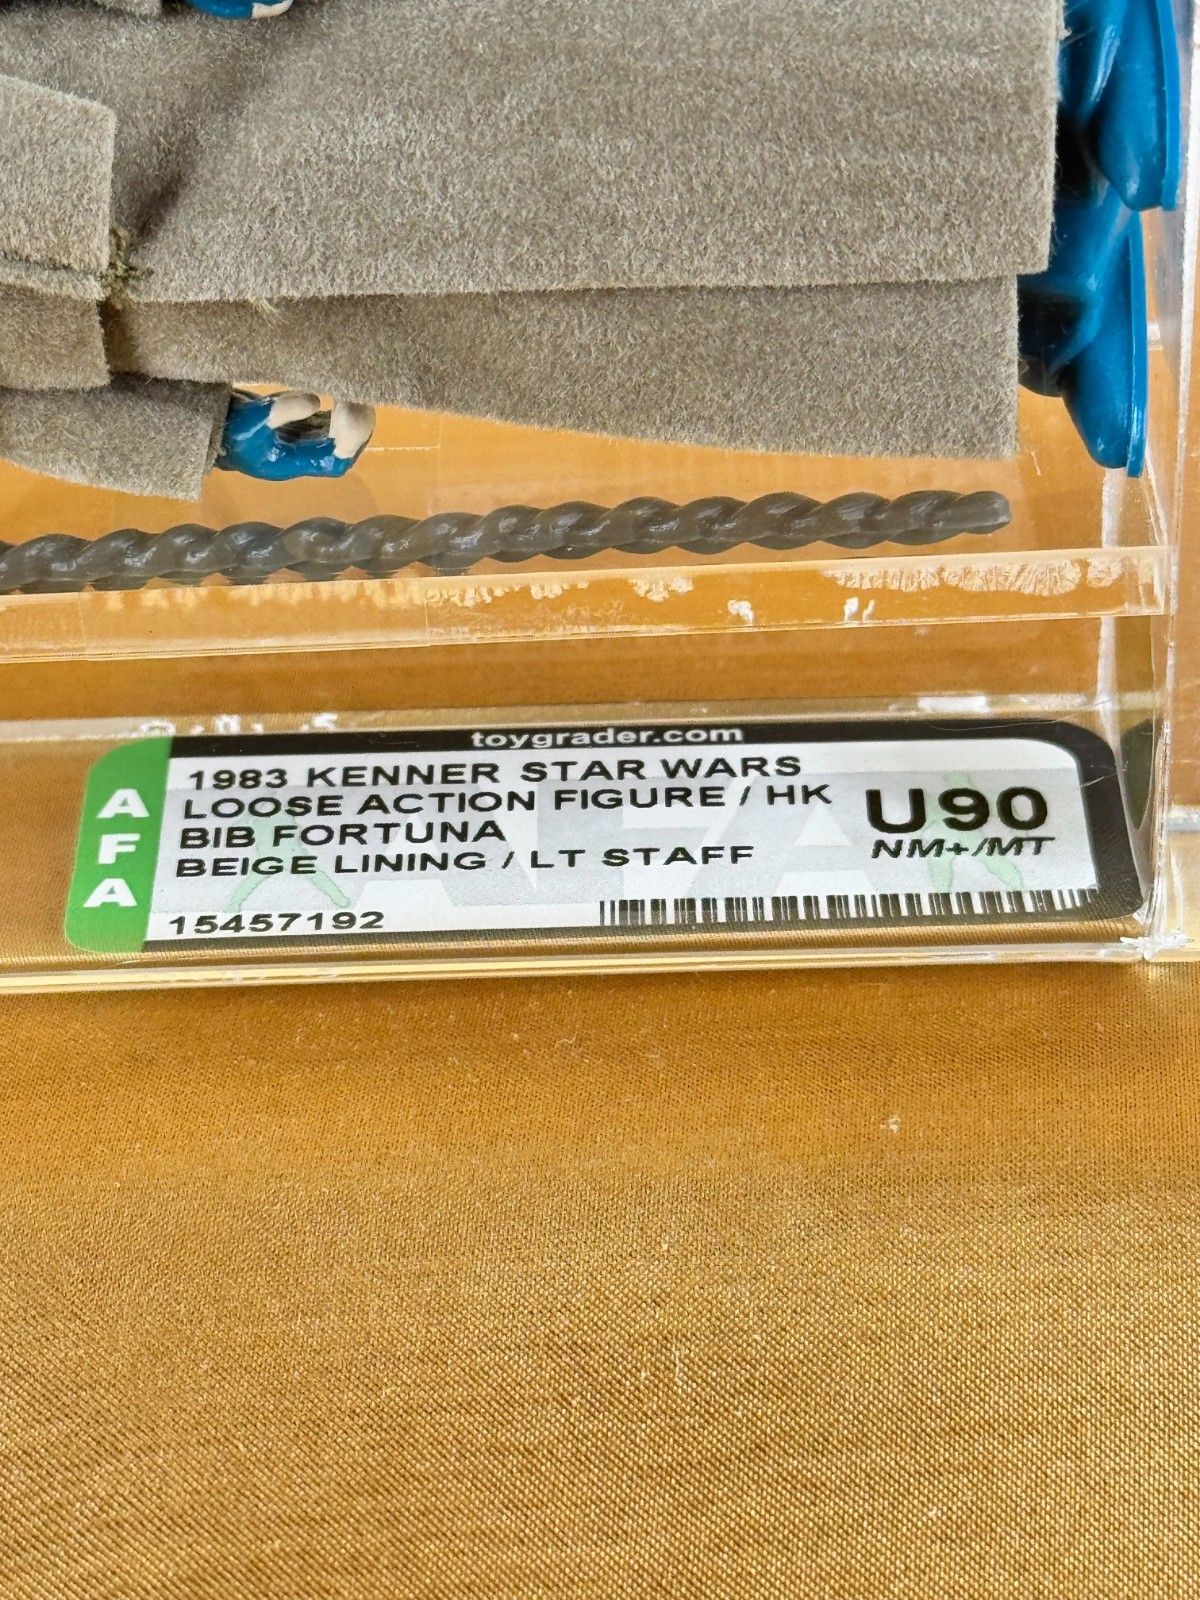 toygrader.com
AFA
1983 KENNER STAR WARS
LOOSE ACTION FIGURE / HK
BIB FORTUNA
BEIGE LINING / LT STAFF
U90
NM+/MT
15457192